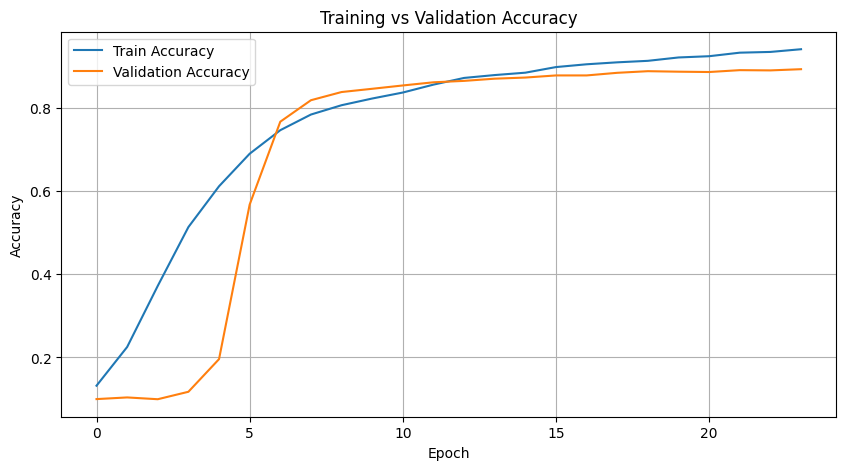 Training vs Validation Accuracy
Train Accuracy
Validation Accuracy
0.8
0.6
0.4
0.2
Accuracy
0 5 10 15 20
Epoch